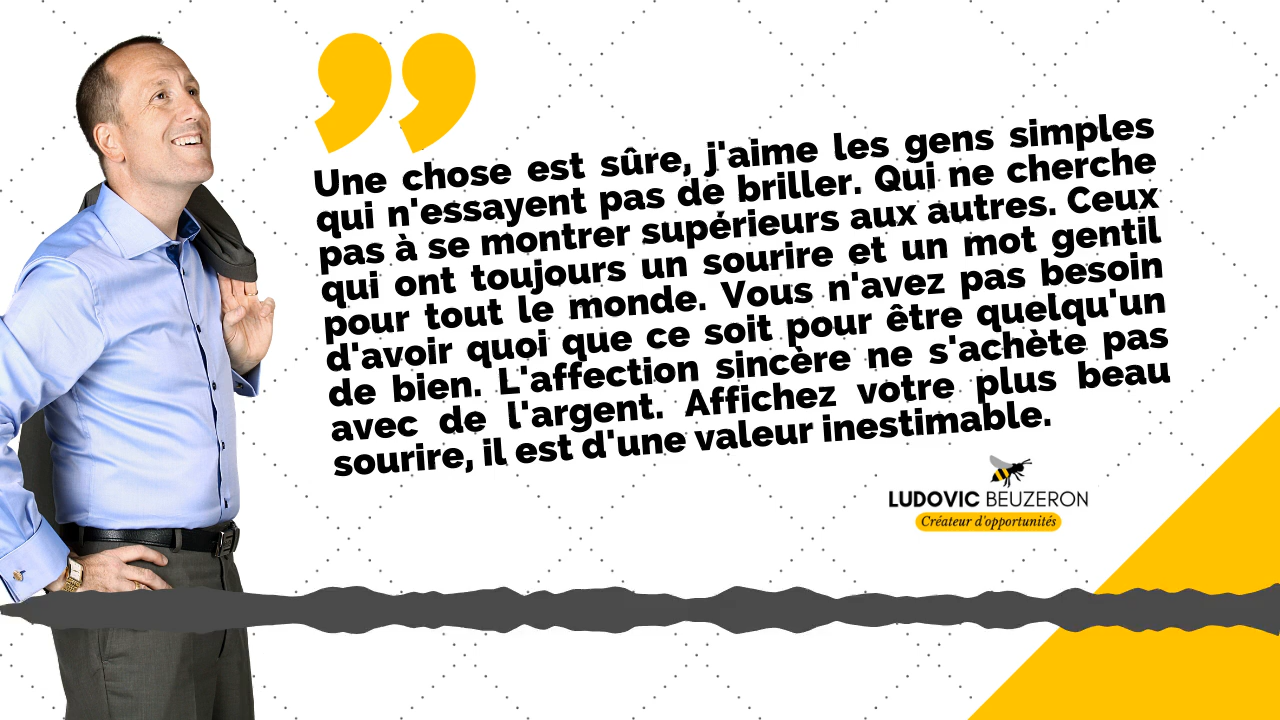 Une chose est sûre, j'aime les gens simples
qui n'essayent pas de briller. Qui ne cherche
pas à se montrer supérieurs aux autres. Ceux
qui ont toujours un sourire et un mot gentil
pour tout le monde. Vous n'avez pas besoin
d'avoir quoi que ce soit pour être quelqu'un
de bien. L'affection sincère ne s'achète pas
avec de l'argent. Affichez votre plus beau
sourire, il est d'une valeur inestimable.
LUDOVIC BEUZERON
Créateur d'opportunités